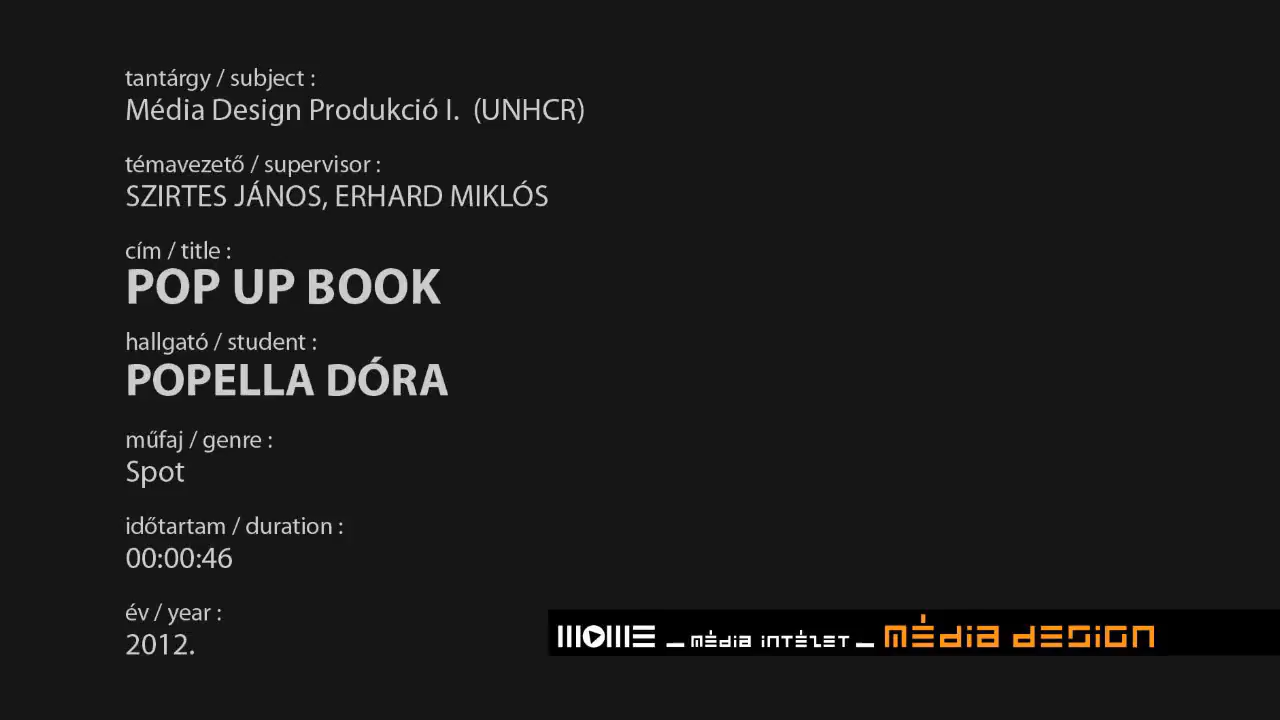 tantárgy / subject :
Média Design Produkció I. (UNHCR)
témavezető / supervisor :
SZIRTES JÁNOS, ERHARD MIKLÓS
cím / title :
POP UP BOOK
hallgató / student :
POPELLA DÓRA
műfaj / genre :
Spot
időtartam / duration :
00:00:46
év / year :
2012.
MOME _ média intézet _ média design